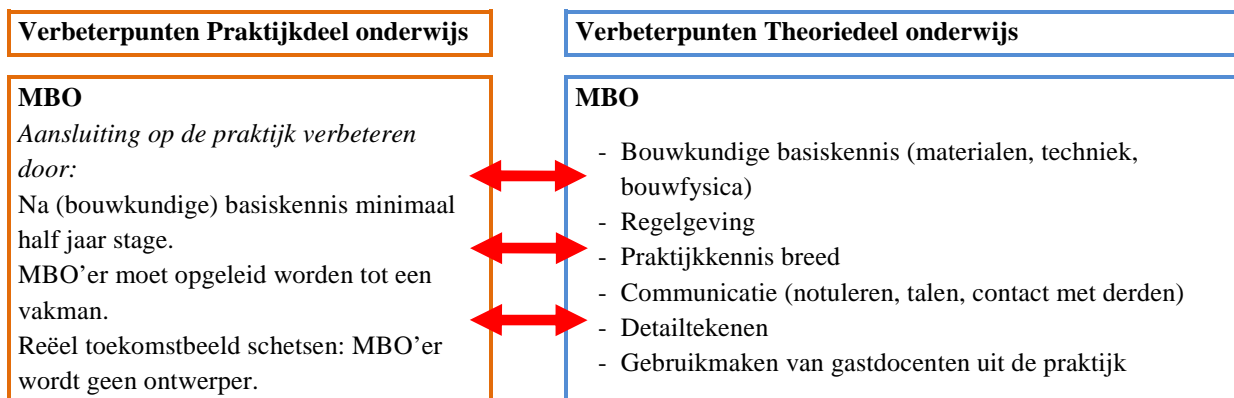 Verbeterpunten Praktijkdeel onderwijs
Verbeterpunten Theoriedeel onderwijs
MBO
Aansluiting op de praktijk verbeteren
door:
Na (bouwkundige) basiskennis minimaal
half jaar stage.
MBO’er moet opgeleid worden tot een
vakman.
Reëel toekomstbeeld schetsen: MBO’er
wordt geen ontwerper.
MBO
- Bouwkundige basiskennis (materialen, techniek,
bouwfysica)
- Regelgeving
- Praktijkkennis breed
- Communicatie (notuleren, talen, contact met derden)
- Detailtekenen
- Gebruikmaken van gastdocenten uit de praktijk